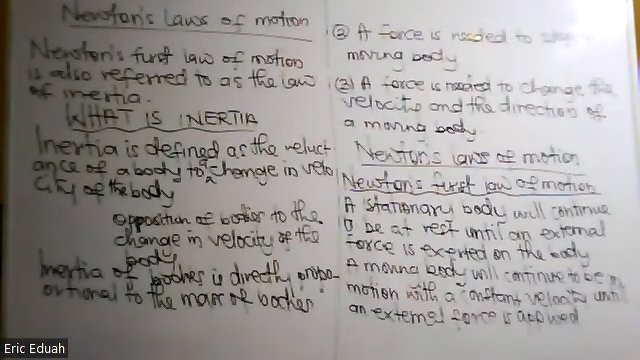 Newton's laws of motion
Newton's first law of motion
is also referred to as the law
of inertia.
WHAT IS INERTIA
Inertia is defined as the reluct
ance of a body to a change in velo
city of the body
Opposition of bodies to the
change in velocity of the
body
Inertia of bodies is directly propo-
ortional to the mass of bodies
② A force is needed to
moving body
(3) A force is needed to change the
velocity and the direction of
a moving body
Newton's laws of motion
Newton's first law of motion
A stationary body will continue
be at rest until an external
force is exerted on the body
A moving body will continue to be
motion with a constant velocity until
an external force is applied
Eric Eduah